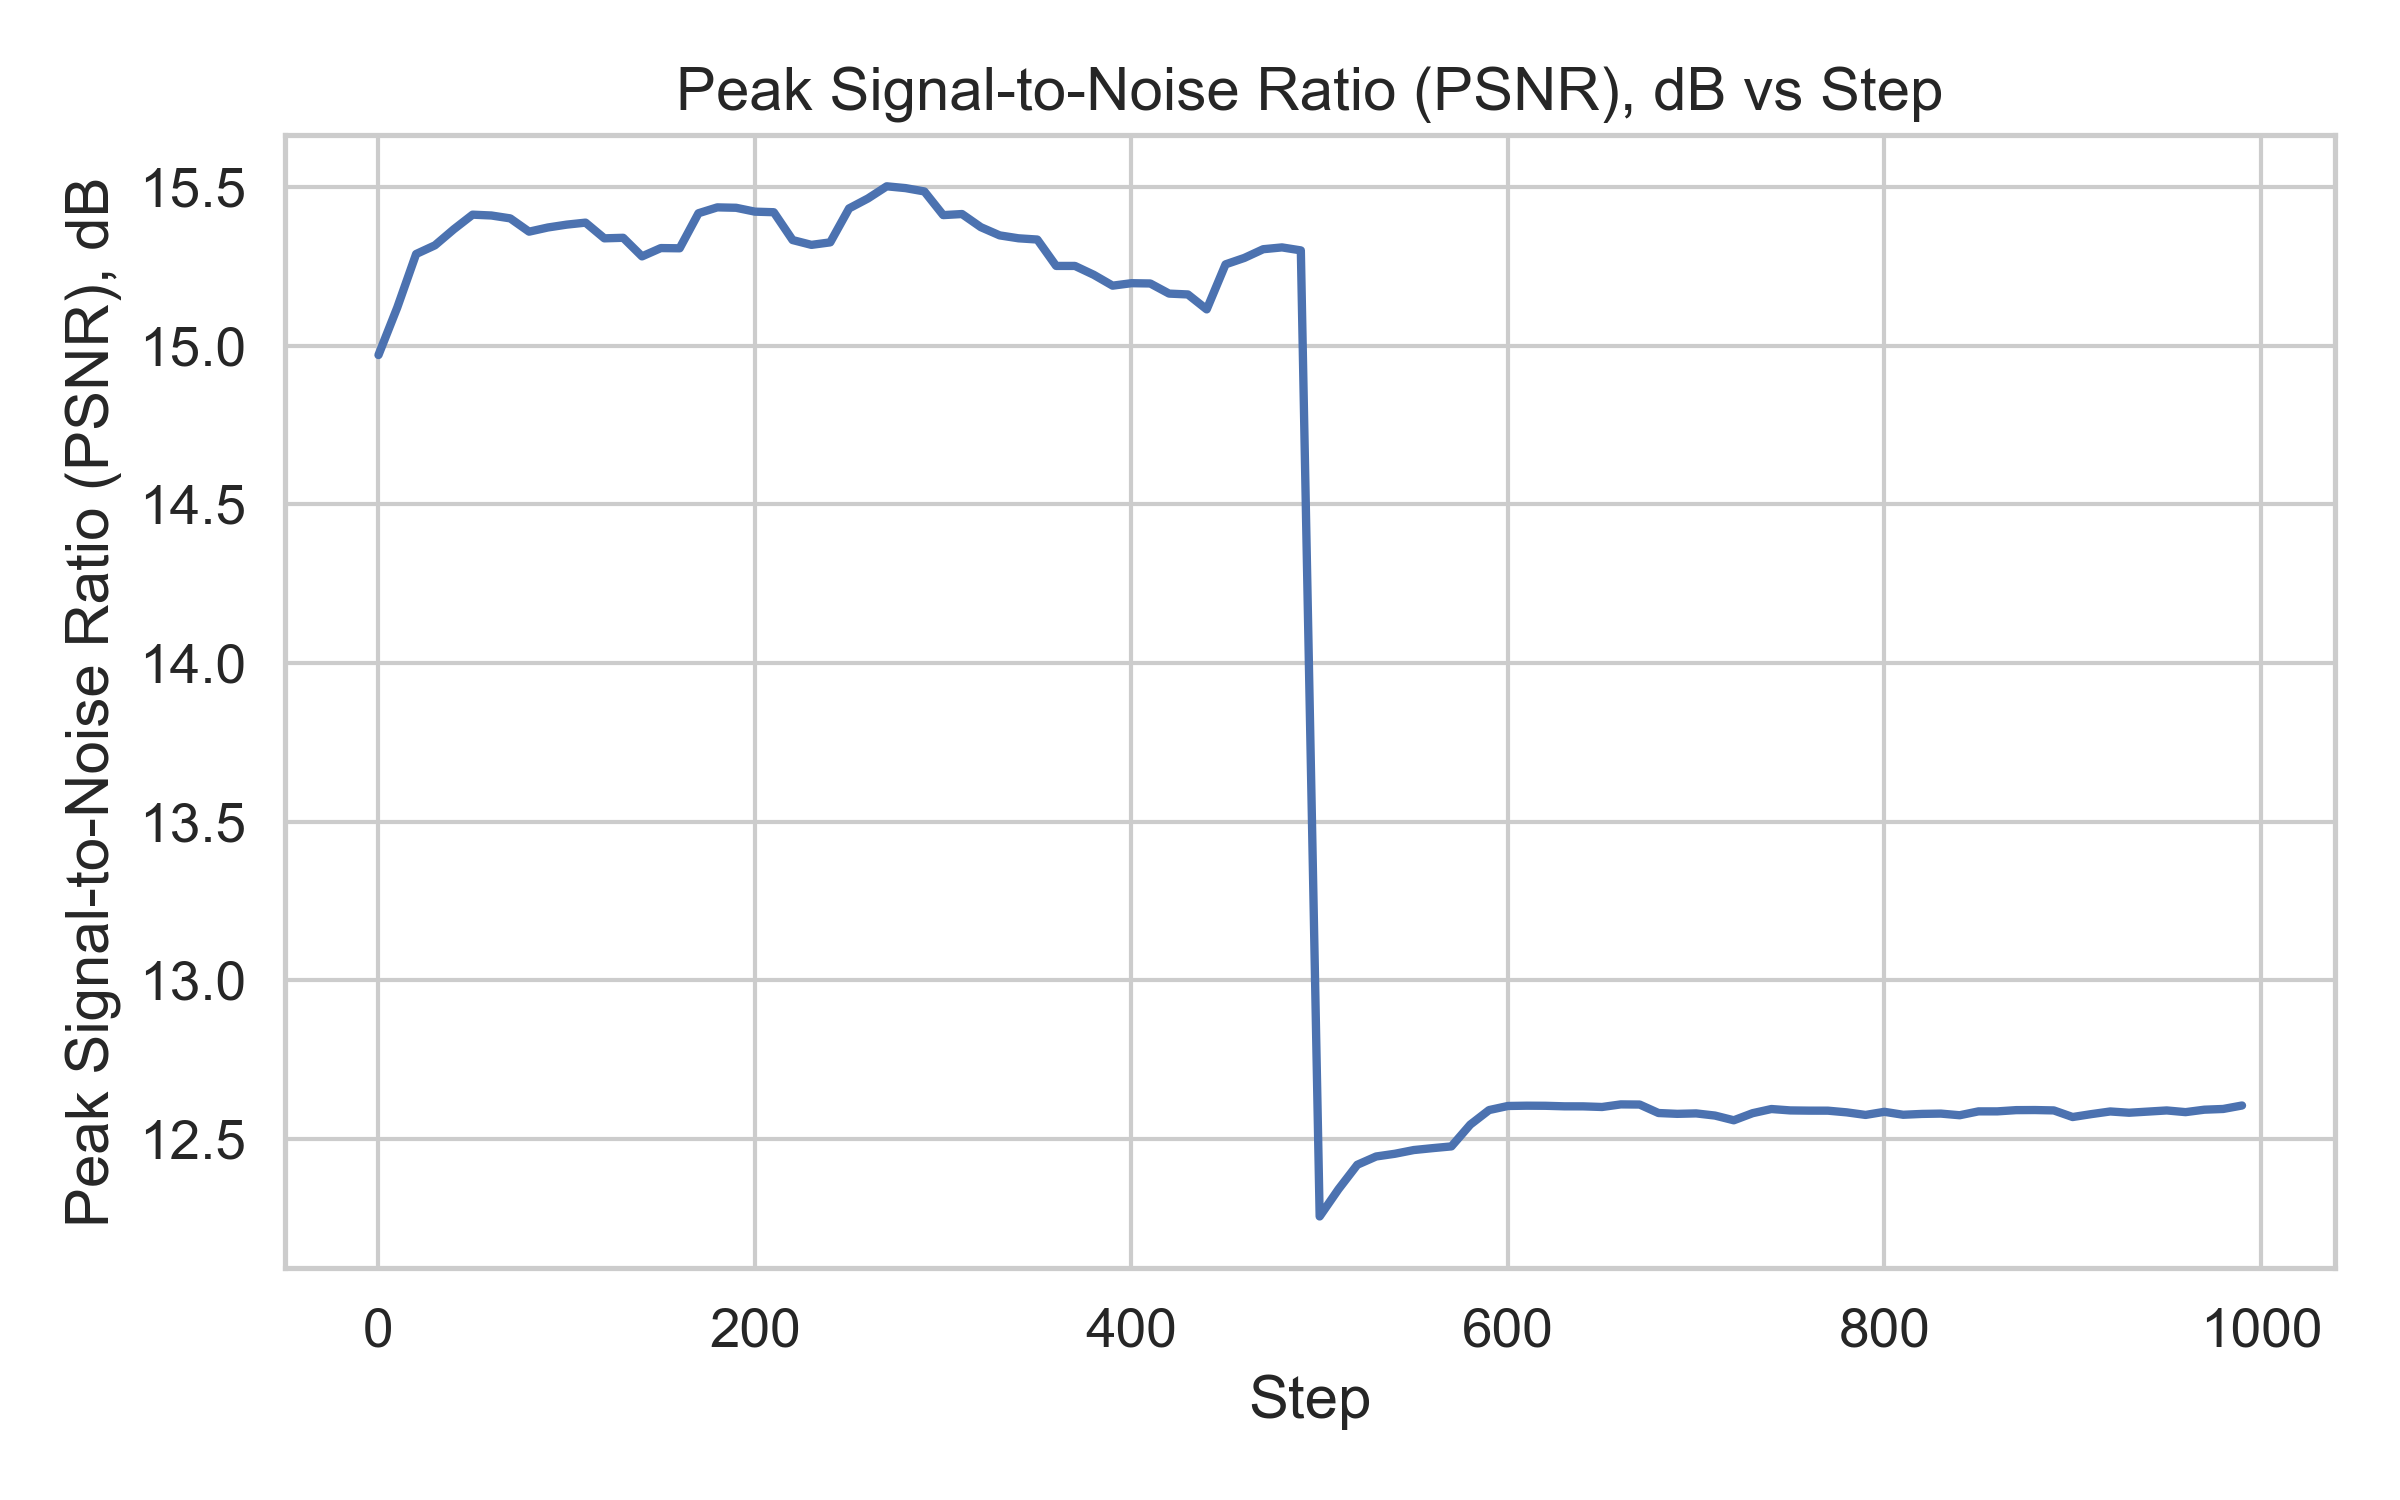 Peak Signal-to-Noise Ratio (PSNR), dB vs Step
Peak Signal-to-Noise Ratio (PSNR), dB
15.5
15.0
14.5
14.0
13.5
13.0
12.5
0 200 400 600 800 1000
Step